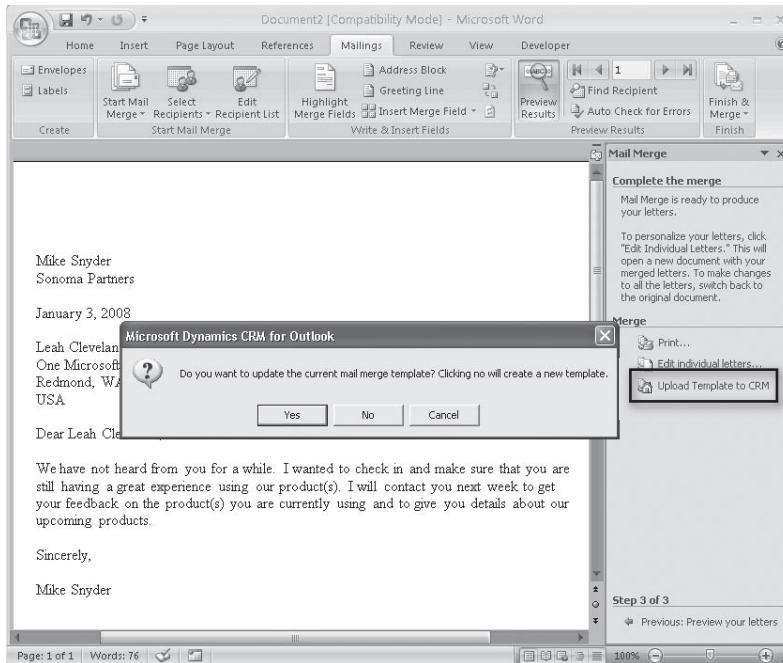 Document2 [Compatibility Mode] - Microsoft Word
Home Insert Page Layout References Mailings Review View Developer
Envelopes
Labels
Create
Start Mail Merge
Select Recipients
Edit Recipient List
Start Mail Merge
Highlight Merge Fields
Address Block
Greeting Line
Insert Merge Field
Write & Insert Fields
Preview Results
1
Find Recipient
Auto Check for Errors
Preview Results
Finish & Merge
Finish
Mike Snyder
Sonoma Partners
January 3, 2008
Leah Clevelan
One Microsoft
Redmond, WA
USA
Dear Leah Cle
We have not heard from you for a while. I wanted to check in and make sure that you are
still having a great experience using our product(s). I will contact you next week to get
your feedback on the product(s) you are currently using and to give you details about our
upcoming products.
Sincerely,
Mike Snyder
Microsoft Dynamics CRM for Outlook
Do you want to update the current mail merge template? Clicking no will create a new template.
Yes No Cancel
Mail Merge
Complete the merge
Mail Merge is ready to produce
your letters.
To personalize your letters, click
"Edit Individual Letters." This will
open a new document with your
merged letters. To make changes
to all the letters, switch back to
the original document.
Merge
Print...
Edit individual letters...
Upload Template to CRM
Step 3 of 3
Previous: Preview your letters
Page: 1 of 1 Words: 76 100%